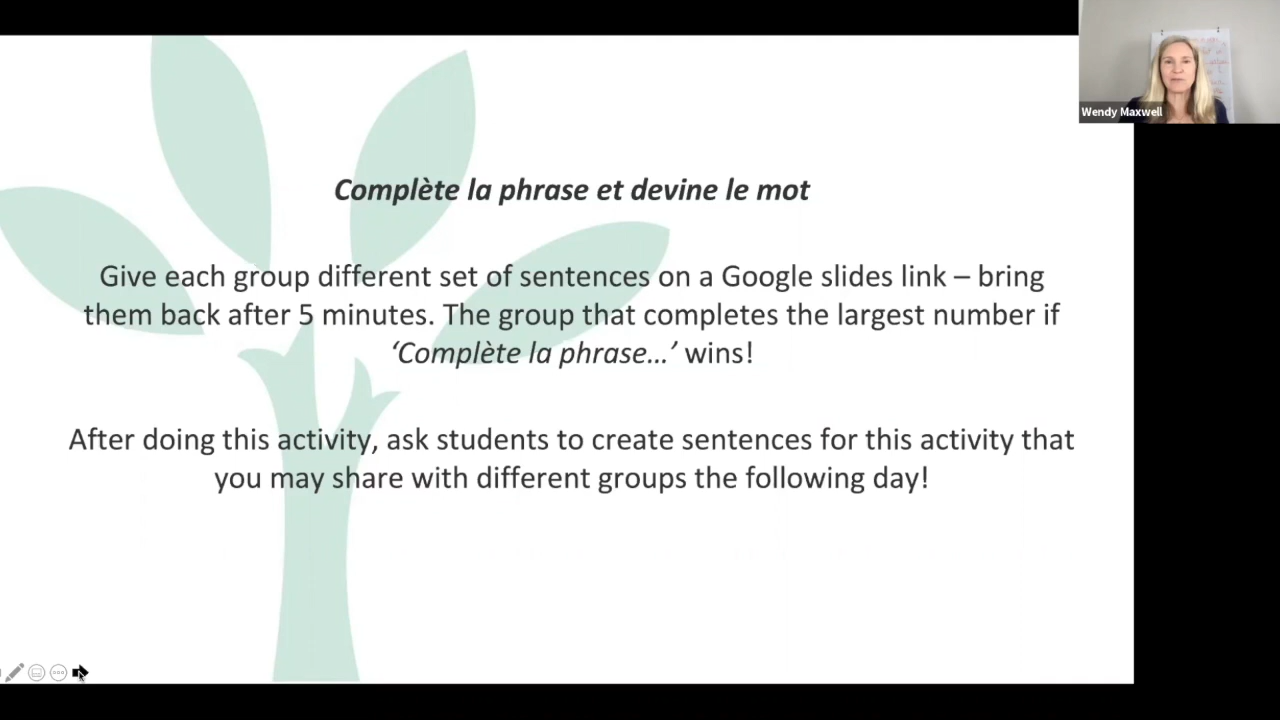 Wendy Maxwell
Complète la phrase et devine le mot
Give each group different set of sentences on a Google slides link – bring
them back after 5 minutes. The group that completes the largest number if
‘Complète la phrase...’ wins!
After doing this activity, ask students to create sentences for this activity that
you may share with different groups the following day!